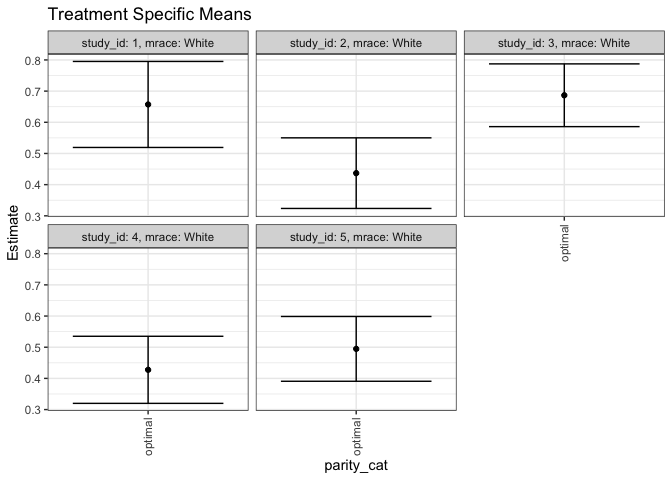 Treatment Specific Means
study_id: 1, mrace: White
study_id: 2, mrace: White
study_id: 3, mrace: White
0.8
0.7
0.6
0.5
0.4
0.3
optimal
Estimate
study_id: 4, mrace: White
study_id: 5, mrace: White
0.8
0.7
0.6
0.5
0.4
0.3
optimal
optimal
parity_cat